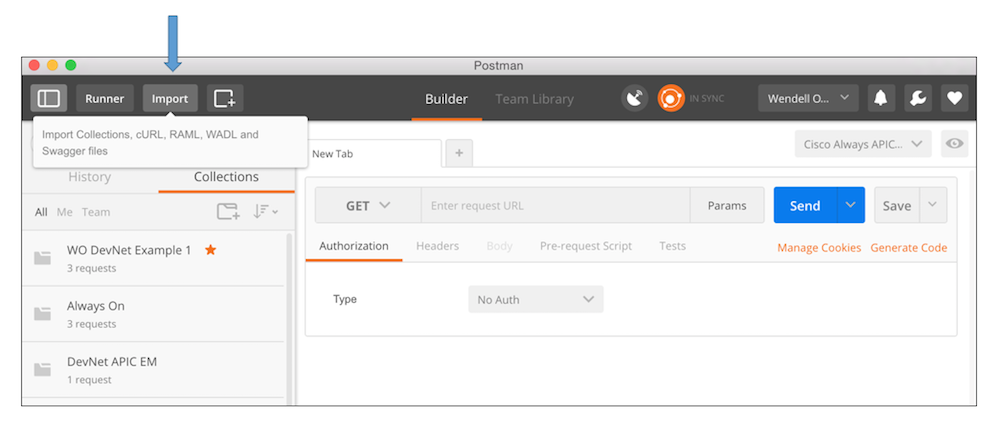 Postman
Runner
Import
Builder
Team Library
IN SYNC
Wendell O...
Import Collections, cURL, RAML, WADL and
Swagger files
New Tab
+
Cisco Always APIC...
History
Collections
All Me Team
GET
Enter request URL
Params
Send
Save
Authorization
Headers
Body
Pre-request Script
Tests
Manage Cookies
Generate Code
WO DevNet Example 1
3 requests
Always On
3 requests
DevNet APIC EM
1 request
Type
No Auth